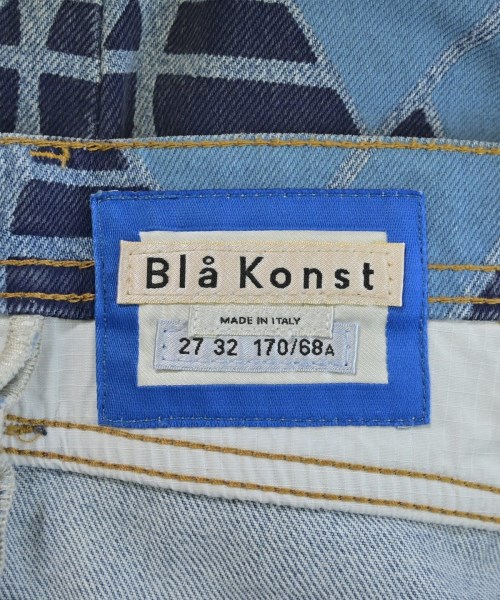 Blå Konst
MADE IN ITALY
27 32 170/68A